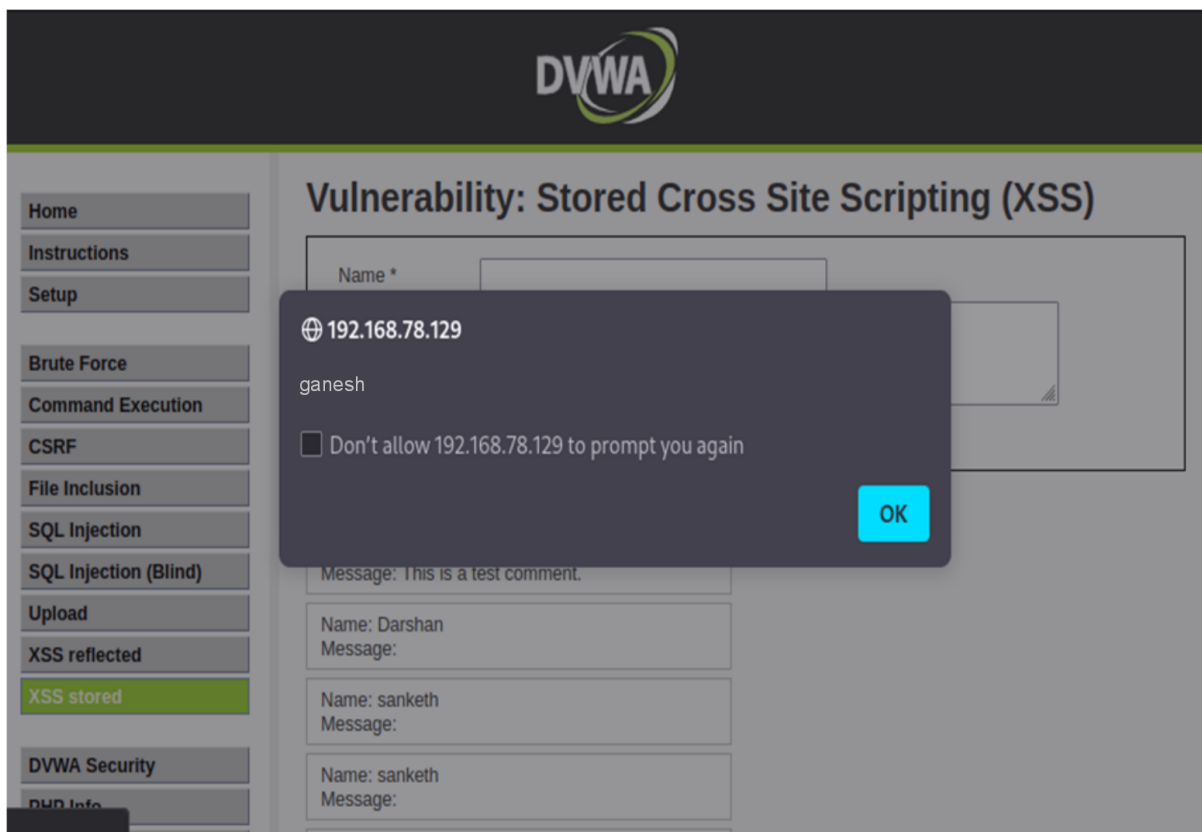 DVWA
Home
Instructions
Setup
Brute Force
Command Execution
CSRF
File Inclusion
SQL Injection
SQL Injection (Blind)
Upload
XSS reflected
XSS stored
DVWA Security
PHP Info
Vulnerability: Stored Cross Site Scripting (XSS)
Name *
192.168.78.129
ganesh
Don't allow 192.168.78.129 to prompt you again
OK
Message: This is a test comment.
Name: Darshan
Message:
Name: sanketh
Message:
Name: sanketh
Message: